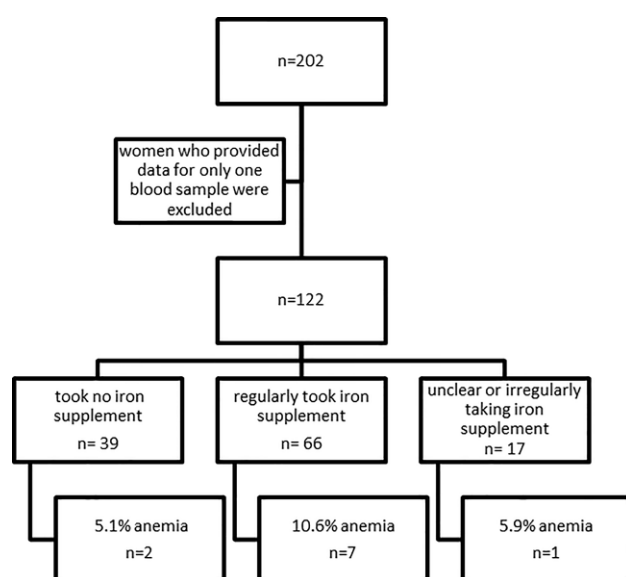 n=202
women who provided
data for only one
blood sample were
excluded
n=122
took no iron
supplement
n= 39
regularly took iron
supplement
n= 66
unclear or irregularly
taking iron
supplement
n= 17
5.1% anemia
n=2
10.6% anemia
n=7
5.9% anemia
n=1